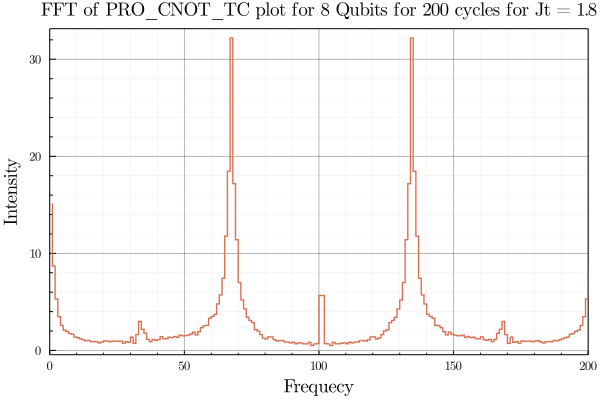 FFT of PRO_CNOT_TC plot for 8 Qubits for 200 cycles for Jt = 1.8
Intensity
30
20
10
0
0 50 100 150 200
Frequecy